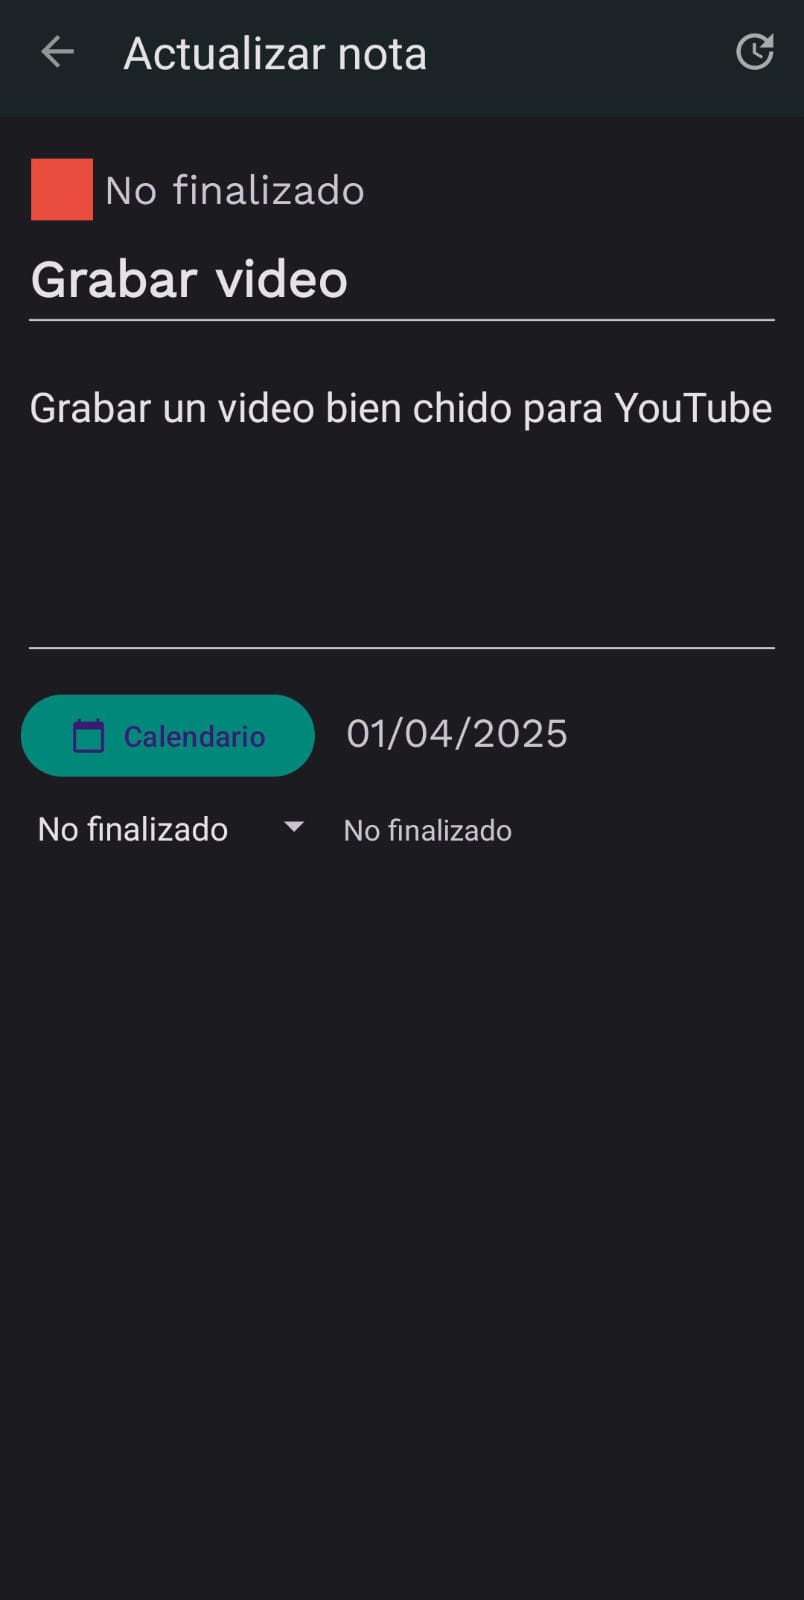 Actualizar nota
No finalizado
Grabar video
Grabar un video bien chido para YouTube
Calendario 01/04/2025
No finalizado No finalizado